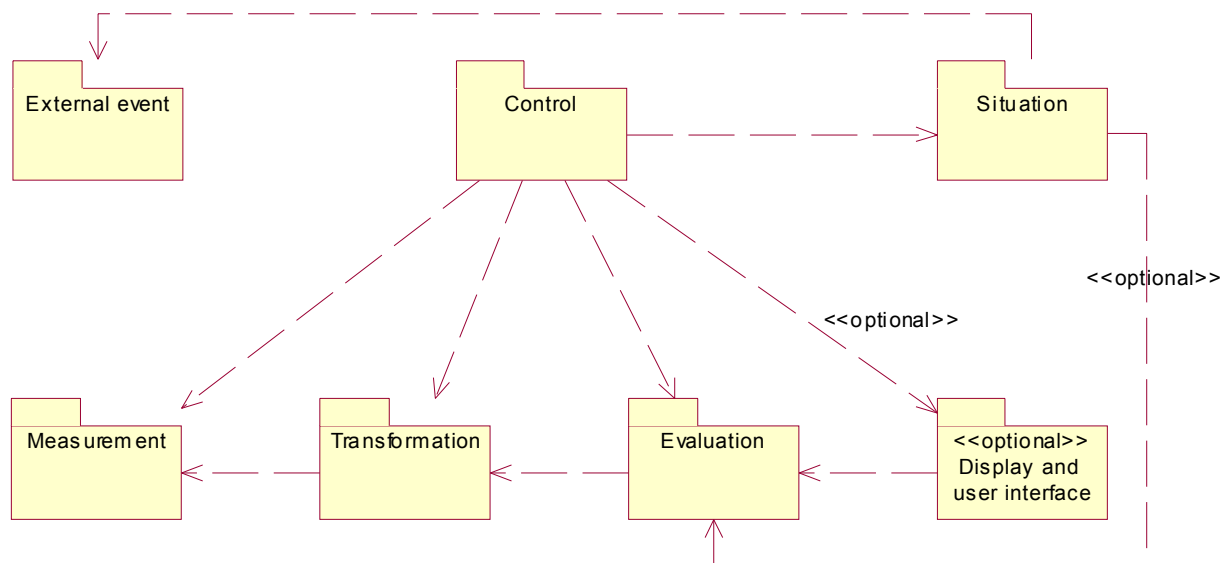 External event
Control
Situation
<<optional>>
<<optional>>
Measurement
Transformation
Evaluation
<<optional>>
Display and
user interface